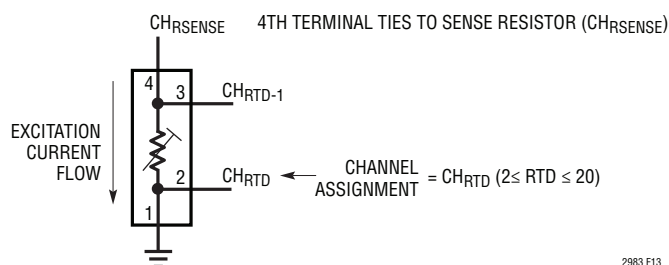 CHRSENSE 4TH TERMINAL TIES TO SENSE RESISTOR (CHRSENSE)
4
3 CHRTD-1
EXCITATION
CURRENT
FLOW
2 CHRTD
CHANNEL
ASSIGNMENT = CHRTD (2≤ RTD ≤ 20)
1
2983 F13